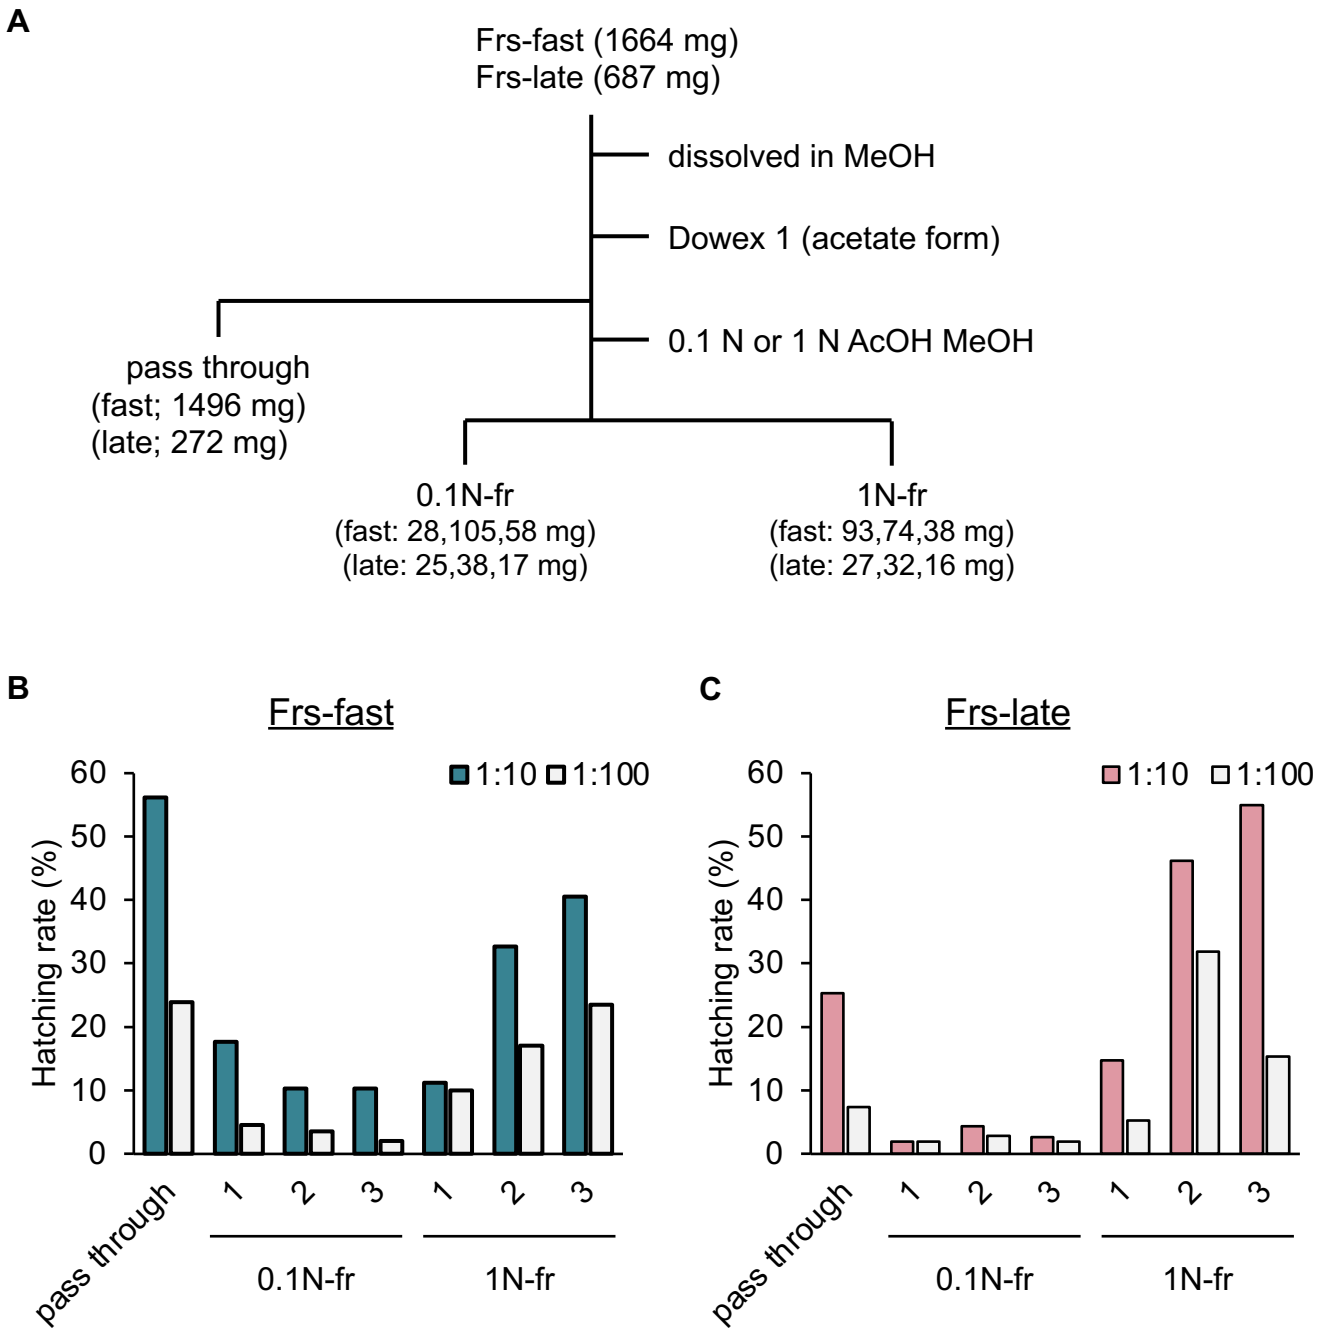 A
Frs-fast (1664 mg)
Frs-late (687 mg)
dissolved in MeOH
Dowex 1 (acetate form)
0.1 N or 1 N AcOH MeOH
pass through
(fast; 1496 mg)
(late; 272 mg)
0.1N-fr
(fast: 28,105,58 mg)
(late: 25,38,17 mg)
1N-fr
(fast: 93,74,38 mg)
(late: 27,32,16 mg)
B
Frs-fast
1:10 1:100
Hatching rate (%)
60
50
40
30
20
10
0
pass through 1 2 3 1 2 3
0.1N-fr 1N-fr
C
Frs-late
1:10 1:100
Hatching rate (%)
60
50
40
30
20
10
0
pass through 1 2 3 1 2 3
0.1N-fr 1N-fr